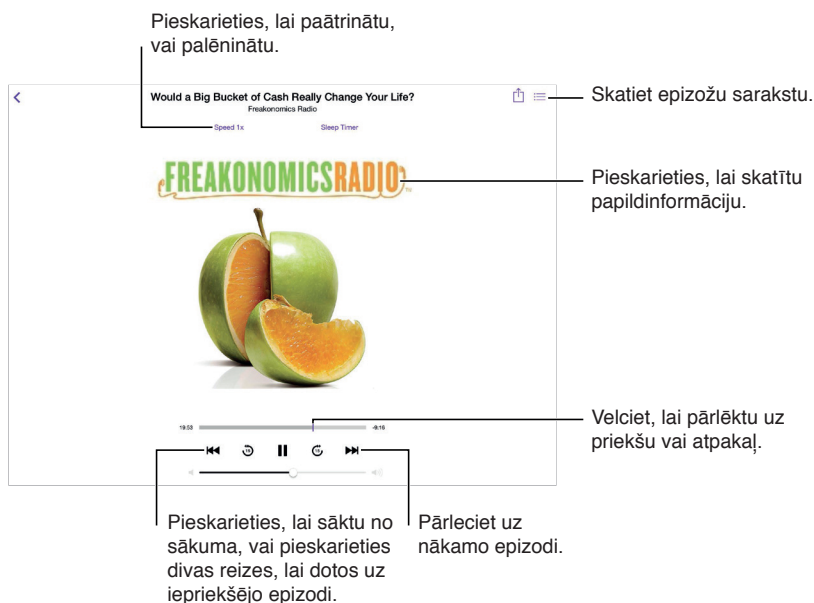 Pieskarieties, lai paātrinātu,
vai palēninātu.
Would a Big Bucket of Cash Really Change Your Life?
Freakonomics Radio
Speed 1x
Sleep Timer
Skatiet epizožu sarakstu.
FREAKONOMICSRADIO
Pieskarieties, lai skatītu
papildinformāciju.
19:53
-9:16
Velciet, lai pārlēktu uz
priekšu vai atpakaļ.
15
15
Pieskarieties, lai sāktu no
sākuma, vai pieskarieties
divas reizes, lai dotos uz
iepriekšējo epizodi.
Pārleciet uz
nākamo epizodi.